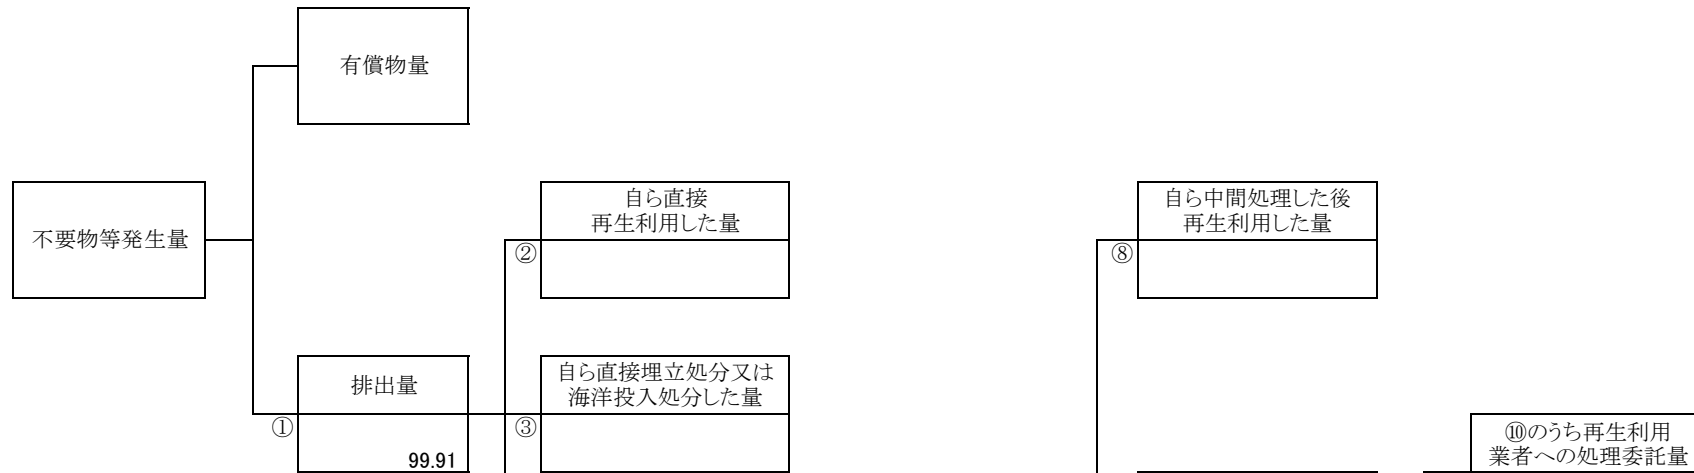 有償物量
不要物等発生量
自ら直接
再生利用した量
②
自ら中間処理した後
再生利用した量
⑧
排出量
①
99.91
自ら直接埋立処分又は
海洋投入処分した量
③
⑩のうち再生利用
業者への処理委託量